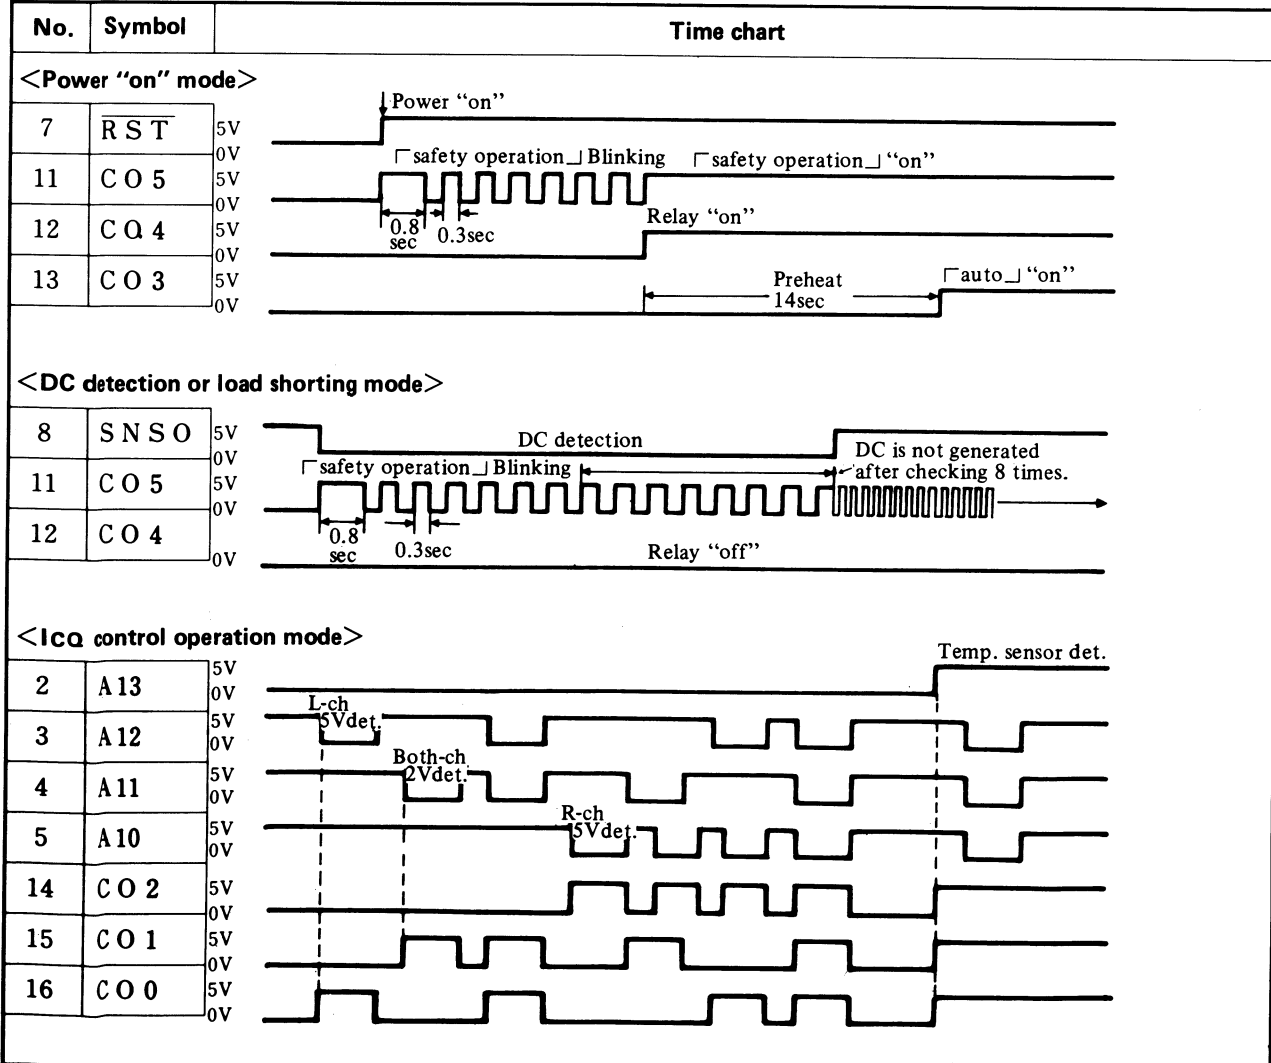 No. Symbol Time chart
<Power “on” mode>
Power “on”
7 RST 5V
0V
「safety operation」 Blinking 「safety operation」 “on”
11 CO5 5V
0V
0.8 sec 0.3sec
Relay “on”
12 CO4 5V
0V
13 CO3 5V
0V
Preheat 14sec
「auto」 “on”
<DC detection or load shorting mode>
8 SNSO 5V
0V
DC detection
DC is not generated
after checking 8 times.
「safety operation」 Blinking
11 CO5 5V
0V
0.8 sec 0.3sec
12 CO4
0V
Relay “off”
<ICQ control operation mode>
Temp. sensor det.
2 A13 5V
0V
L-ch
5Vdet.
3 A12 5V
0V
Both-ch
2Vdet.
4 A11 5V
0V
R-ch
5Vdet.
5 A10 5V
0V
14 CO2 5V
0V
15 CO1 5V
0V
16 CO0 5V
0V